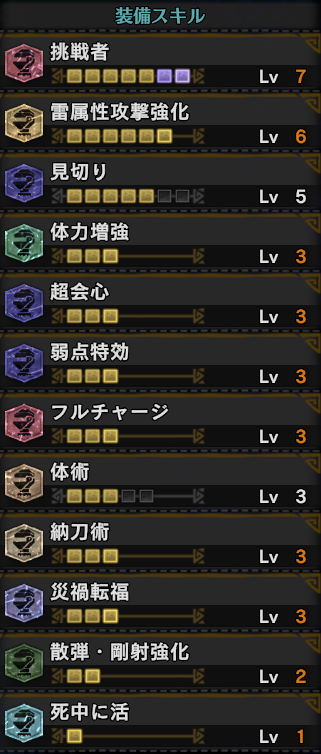 装備スキル
挑戦者
Lv 7
雷属性攻撃強化
Lv 6
見切り
Lv 5
体力増強
Lv 3
超会心
Lv 3
弱点特効
Lv 3
フルチャージ
Lv 3
体術
Lv 3
納刀術
Lv 3
災禍転福
Lv 3
散弾・剛射強化
Lv 2
死中に活
Lv 1